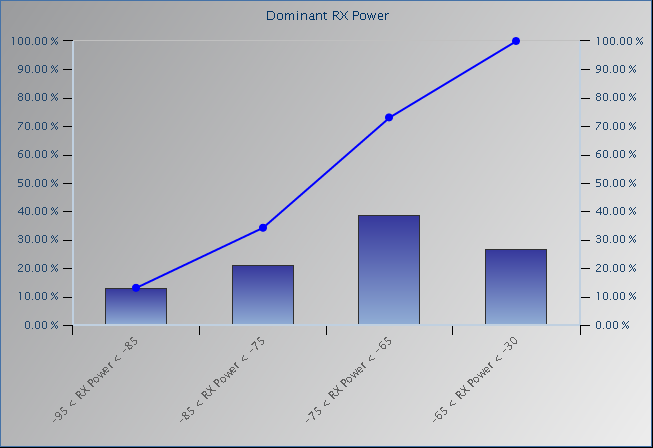 Dominant RX Power
100.00 % 100.00 %
90.00 % 90.00 %
80.00 % 80.00 %
70.00 % 70.00 %
60.00 % 60.00 %
50.00 % 50.00 %
40.00 % 40.00 %
30.00 % 30.00 %
20.00 % 20.00 %
10.00 % 10.00 %
0.00 % 0.00 %
-95 < RX Power < -85
-85 < RX Power < -75
-75 < RX Power < -65
-65 < RX Power < -30